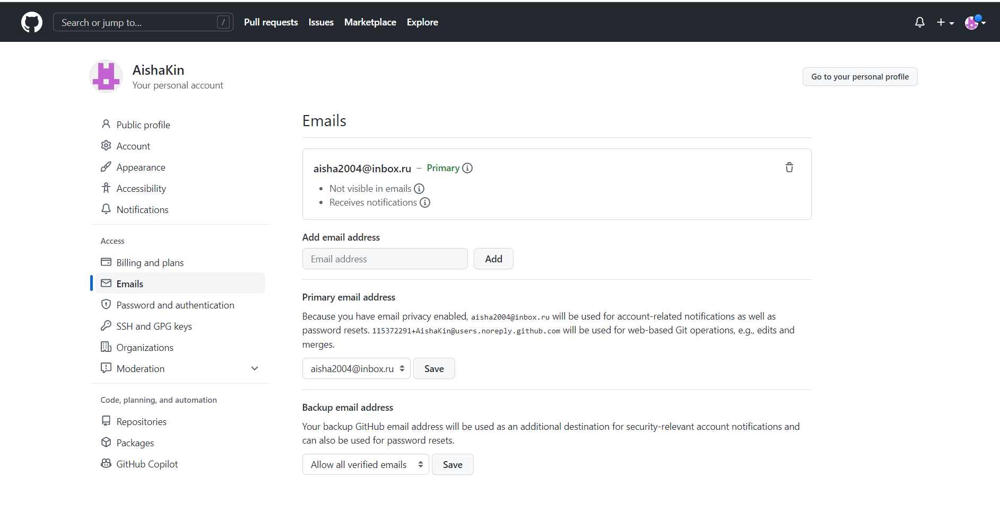 Search or jump to... /
Pull requests Issues Marketplace Explore
AishaKin
Your personal account
Go to your personal profile
Public profile
Account
Appearance
Accessibility
Notifications
Access
Billing and plans
Emails
Password and authentication
SSH and GPG keys
Organizations
Moderation
Code, planning, and automation
Repositories
Packages
GitHub Copilot
Emails
aisha2004@inbox.ru – Primary
• Not visible in emails
• Receives notifications
Add email address
Email address Add
Primary email address
Because you have email privacy enabled, aisha2004@inbox.ru will be used for account-related notifications as well as
password resets. 115372291+AishaKin@users.noreply.github.com will be used for web-based Git operations, e.g., edits and
merges.
aisha2004@inbox.ru Save
Backup email address
Your backup GitHub email address will be used as an additional destination for security-relevant account notifications and
can also be used for password resets.
Allow all verified emails Save